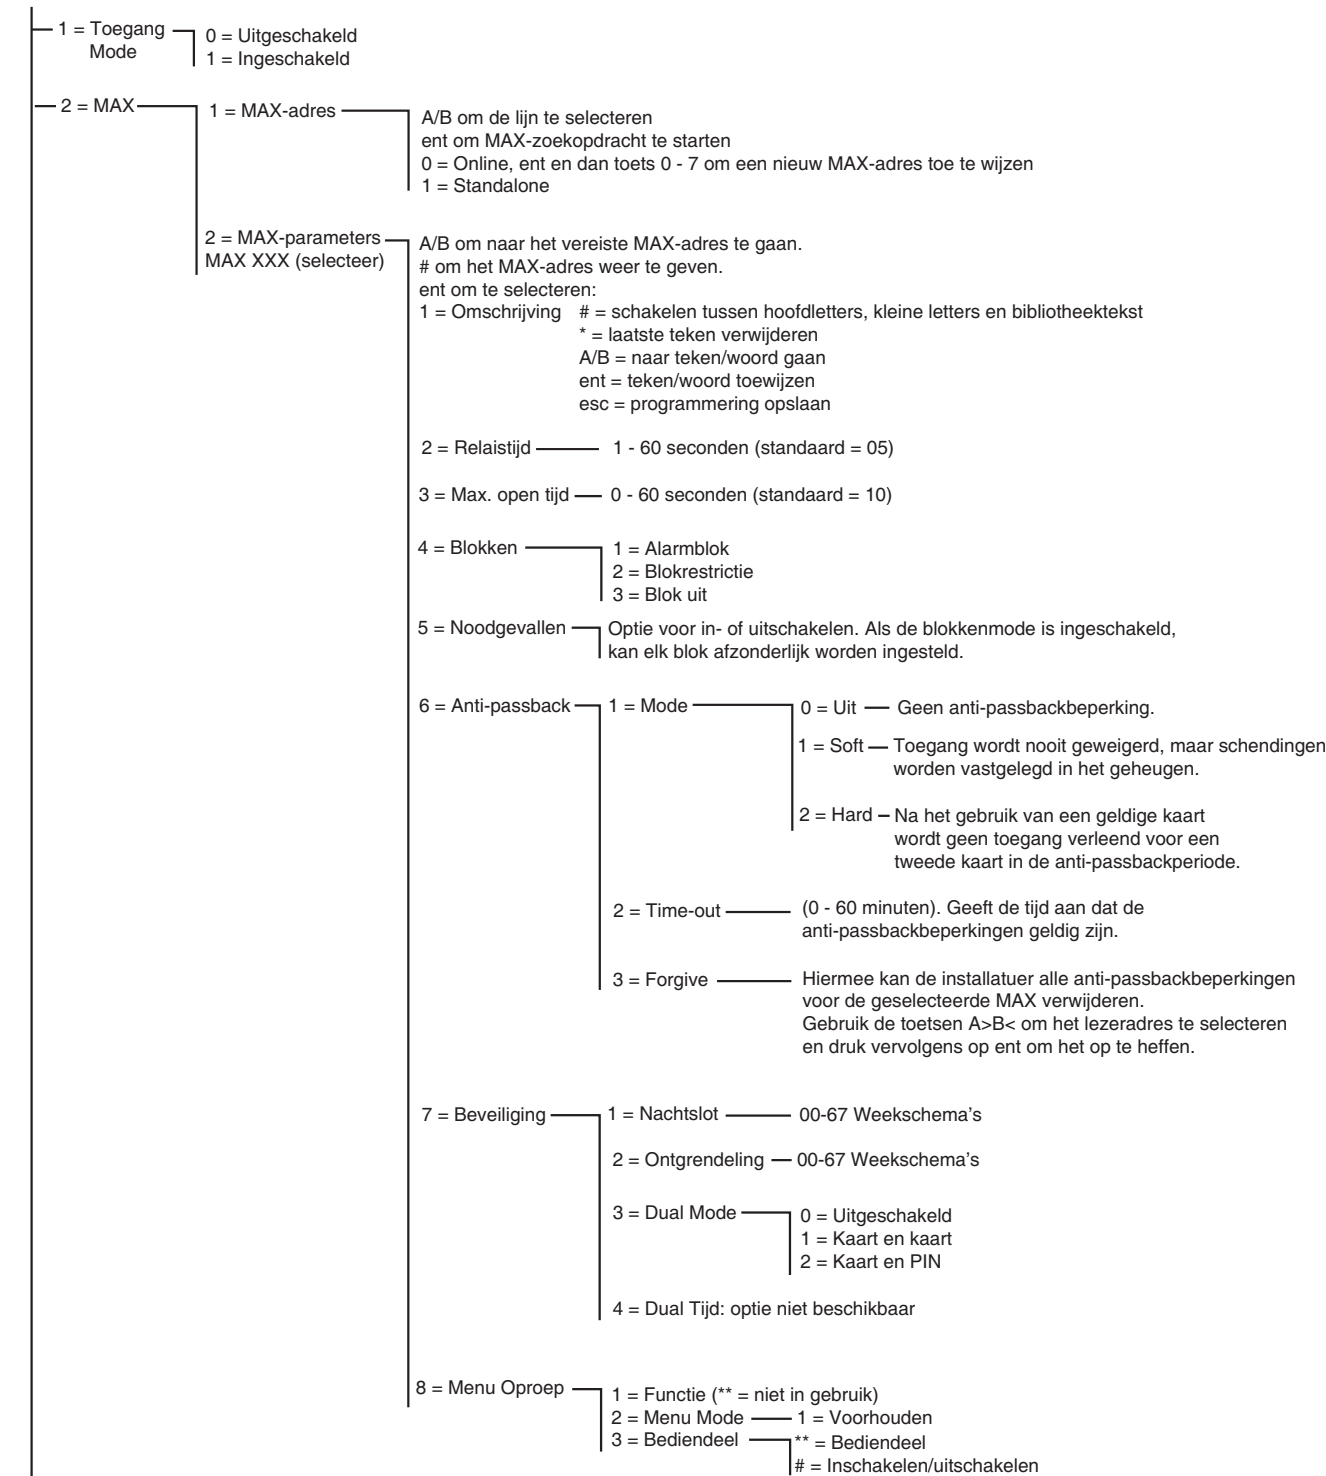 1 = Toegang
Mode
0 = Uitgeschakeld
1 = Ingeschakeld
2 = MAX
1 = MAX-adres
A/B om de lijn te selecteren
ent om MAX-zoekopdracht te starten
0 = Online, ent en dan toets 0 - 7 om een nieuw MAX-adres toe te wijzen
1 = Standalone
2 = MAX-parameters
MAX XXX (selecteer)
A/B om naar het vereiste MAX-adres te gaan.
# om het MAX-adres weer te geven.
ent om te selecteren:
1 = Omschrijving # = schakelen tussen hoofdletters, kleine letters en bibliotheektekst
* = laatste teken verwijderen
A/B = naar teken/woord gaan
ent = teken/woord toewijzen
esc = programmering opslaan
2 = Relaistijd 1 - 60 seconden (standaard = 05)
3 = Max. open tijd 0 - 60 seconden (standaard = 10)
4 = Blokken 1 = Alarmblok
2 = Blokrestrictie
3 = Blok uit
5 = Noodgevallen Optie voor in- of uitschakelen. Als de blokkenmode is ingeschakeld,
kan elk blok afzonderlijk worden ingesteld.
6 = Anti-passback 1 = Mode 0 = Uit Geen anti-passbackbeperking.
1 = Soft Toegang wordt nooit geweigerd, maar schendingen
worden vastgelegd in het geheugen.
2 = Hard Na het gebruik van een geldige kaart
wordt geen toegang verleend voor een
tweede kaart in de anti-passbackperiode.
2 = Time-out (0 - 60 minuten). Geeft de tijd aan dat de
anti-passbackbeperkingen geldig zijn.
3 = Forgive Hiermee kan de installatuer alle anti-passbackbeperkingen
voor de geselecteerde MAX verwijderen.
Gebruik de toetsen A>B< om het lezeradres te selecteren
en druk vervolgens op ent om het op te heffen.
7 = Beveiliging 1 = Nachtslot 00-67 Weekschema's
2 = Ontgrendeling 00-67 Weekschema's
3 = Dual Mode 0 = Uitgeschakeld
1 = Kaart en kaart
2 = Kaart en PIN
4 = Dual Tijd: optie niet beschikbaar
8 = Menu Oproep 1 = Functie (** = niet in gebruik)
2 = Menu Mode 1 = Voorhouden
3 = Bediendeel ** = Bediendeel
# = Inschakelen/uitschakelen